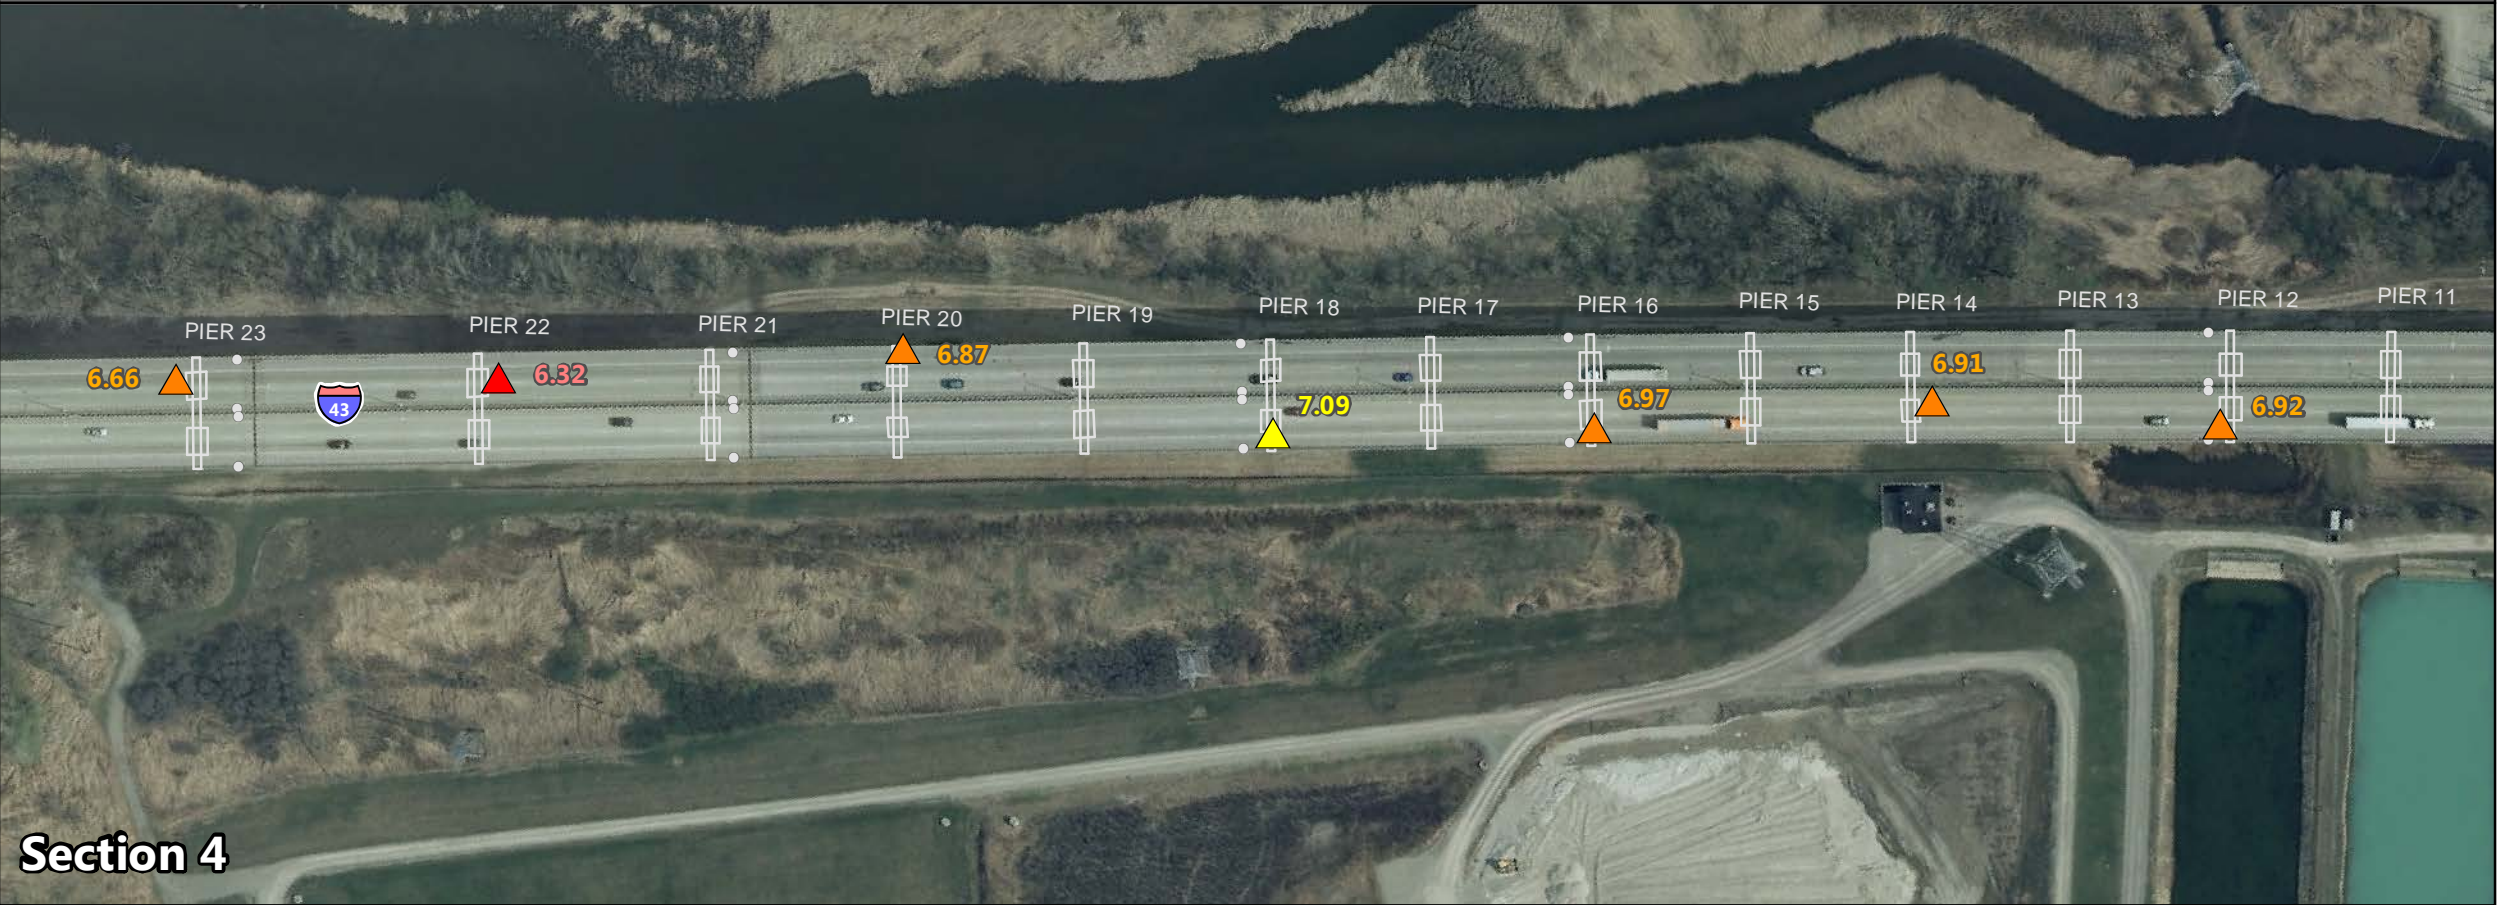 PIER 23
PIER 22
PIER 21
PIER 20
PIER 19
PIER 18
PIER 17
PIER 16
PIER 15
PIER 14
PIER 13
PIER 12
PIER 11
6.66
6.32
6.87
7.09
6.97
6.91
6.92
43
Section 4